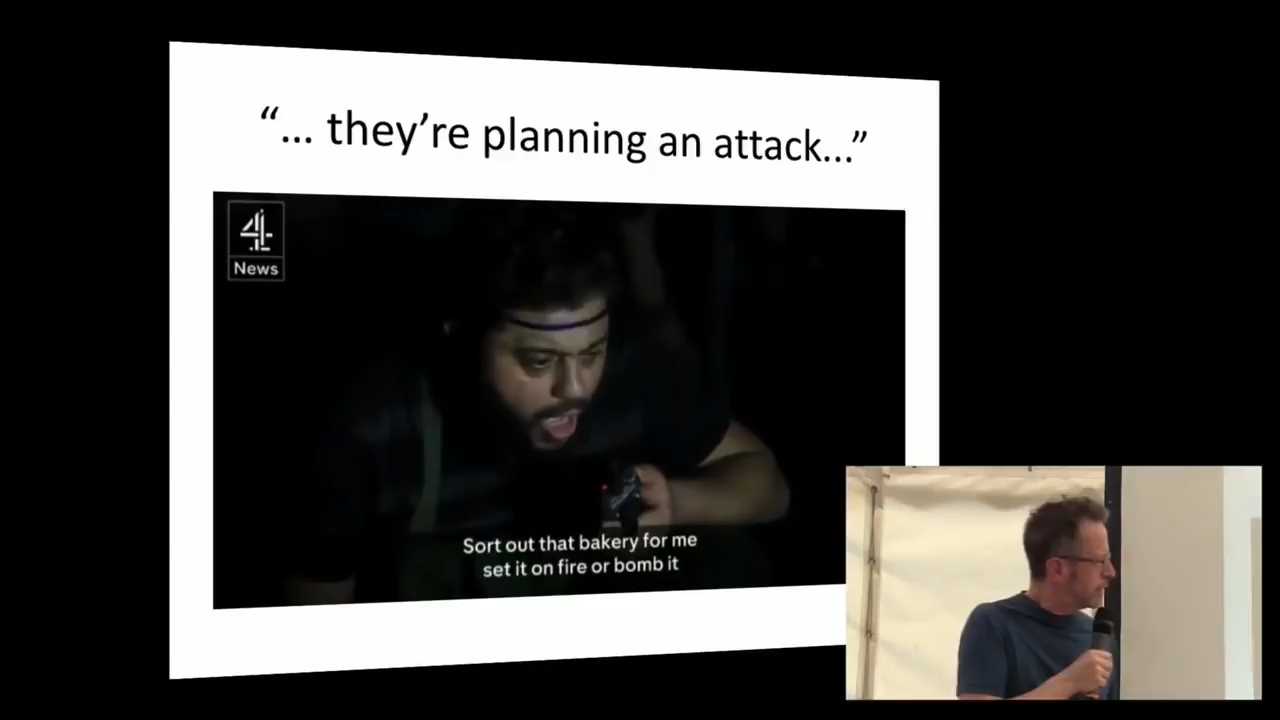 “... they’re planning an attack...”
4
News
Sort out that bakery for me
set it on fire or bomb it